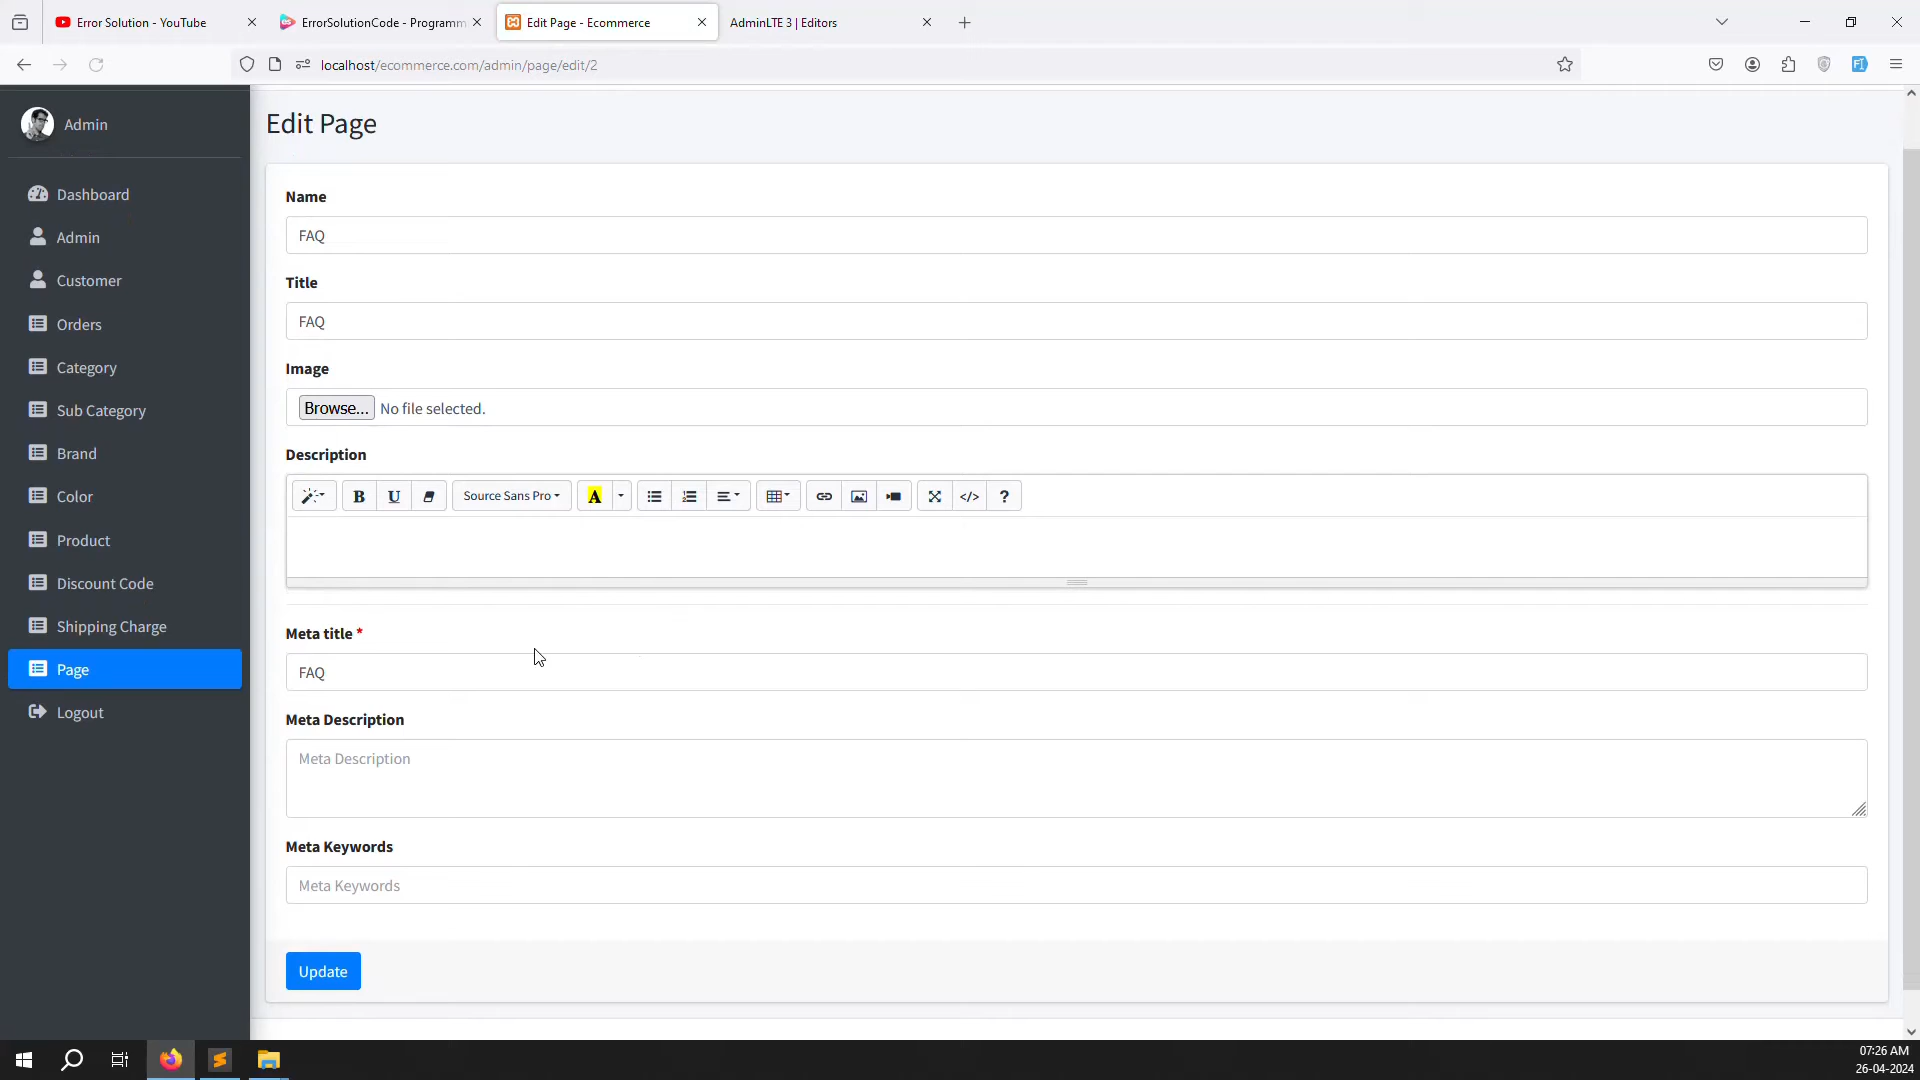 Error Solution - YouTube
ErrorSolutionCode - Programm
Edit Page - Ecommerce
AdminLTE 3 | Editors
localhost/ecommerce.com/admin/page/edit/2
Admin
Dashboard
Admin
Customer
Orders
Category
Sub Category
Brand
Color
Product
Discount Code
Shipping Charge
Page
Logout
Edit Page
Name
FAQ
Title
FAQ
Image
Browse... No file selected.
Description
B U Source Sans Pro A </> ?
Meta title *
FAQ
Meta Description
Meta Description
Meta Keywords
Meta Keywords
Update
07:26 AM
26-04-2024